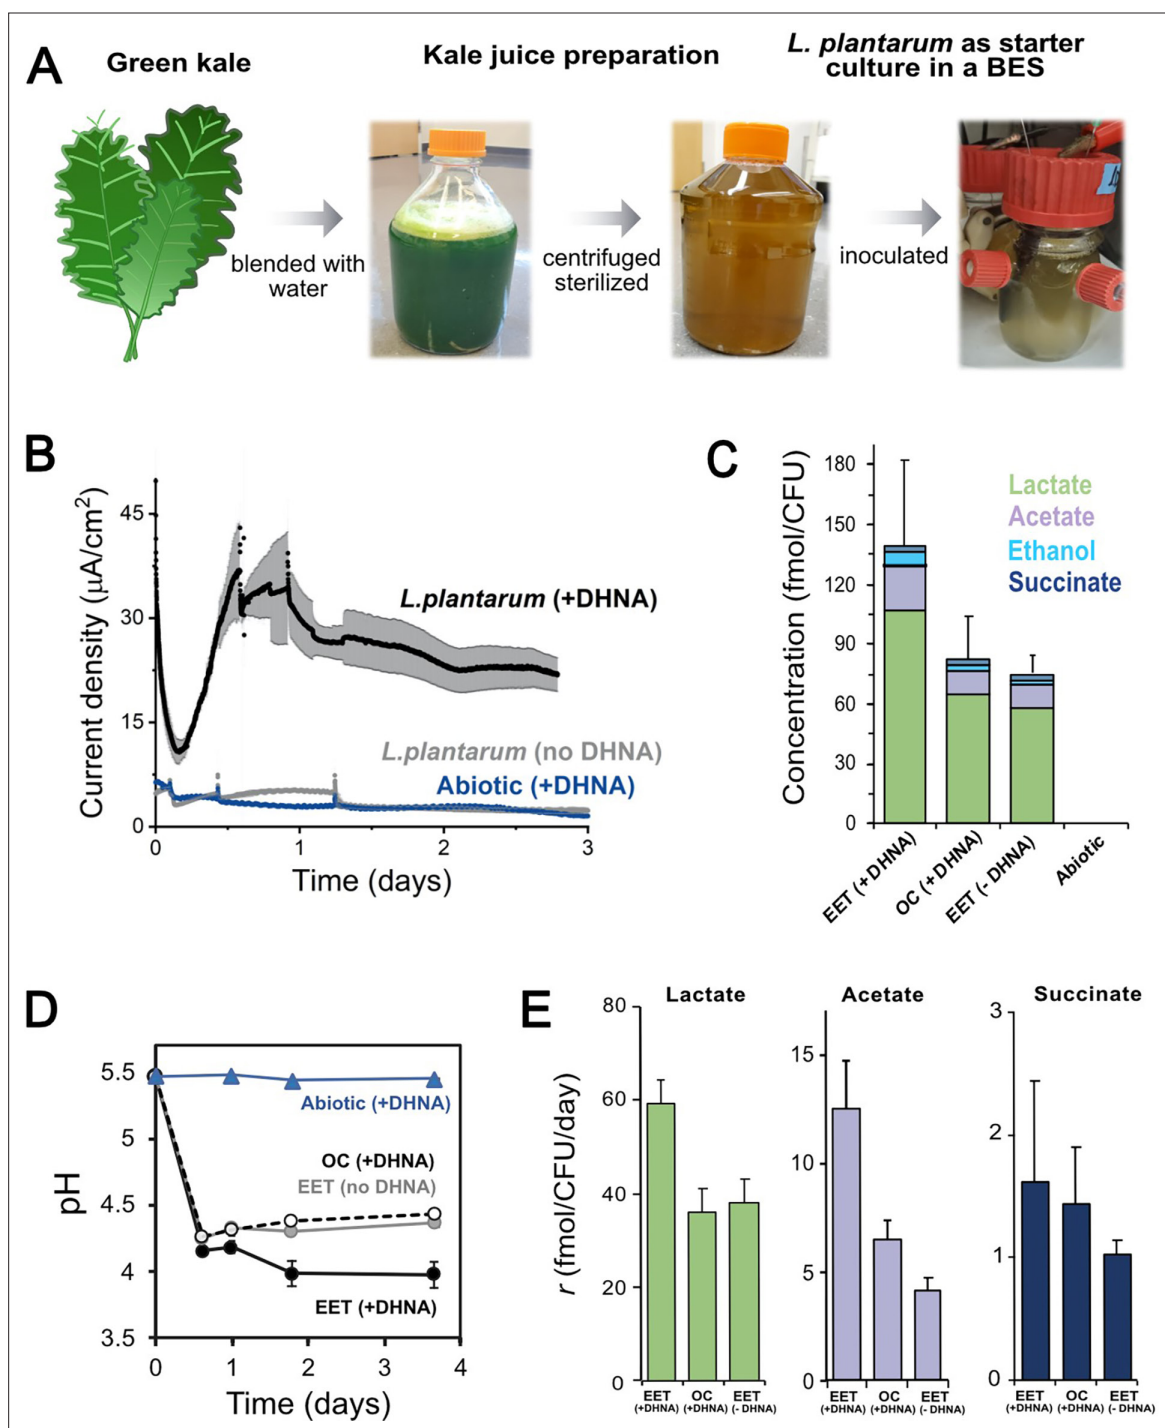 A
Green kale
Kale juice preparation
L. plantarum as starter
culture in a BES
blended with
water
centrifuged
sterilized
inoculated
B
Current density (µA/cm²)
45
30
15
0
L.plantarum (+DHNA)
L.plantarum (no DHNA)
Abiotic (+DHNA)
0
1
2
3
Time (days)
C
Concentration (fmol/CFU)
180
150
120
90
60
30
0
Lactate
Acetate
Ethanol
Succinate
EET (+DHNA)
OC (+DHNA)
EET (- DHNA)
Abiotic
D
pH
5.5
5
4.5
4
3.5
Abiotic (+DHNA)
OC (+DHNA)
EET (no DHNA)
EET (+DHNA)
0
1
2
3
4
Time (days)
E
r (fmol/CFU/day)
Lactate
80
60
40
20
0
EET
(+DHNA)
OC
(+DHNA)
EET
(- DHNA)
Acetate
15
10
5
0
EET
(+DHNA)
OC
(+DHNA)
EET
(- DHNA)
Succinate
3
2
1
0
EET
(+DHNA)
OC
(+DHNA)
EET
(- DHNA)